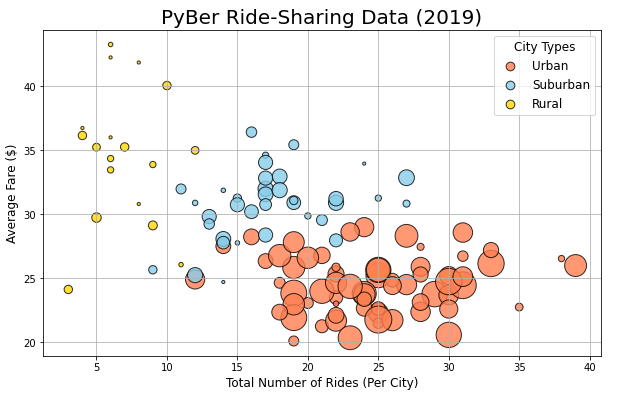 PyBer Ride-Sharing Data (2019)
City Types
Urban
Suburban
Rural
Average Fare ($)
40
35
30
25
20
5
10
15
20
25
30
35
40
Total Number of Rides (Per City)